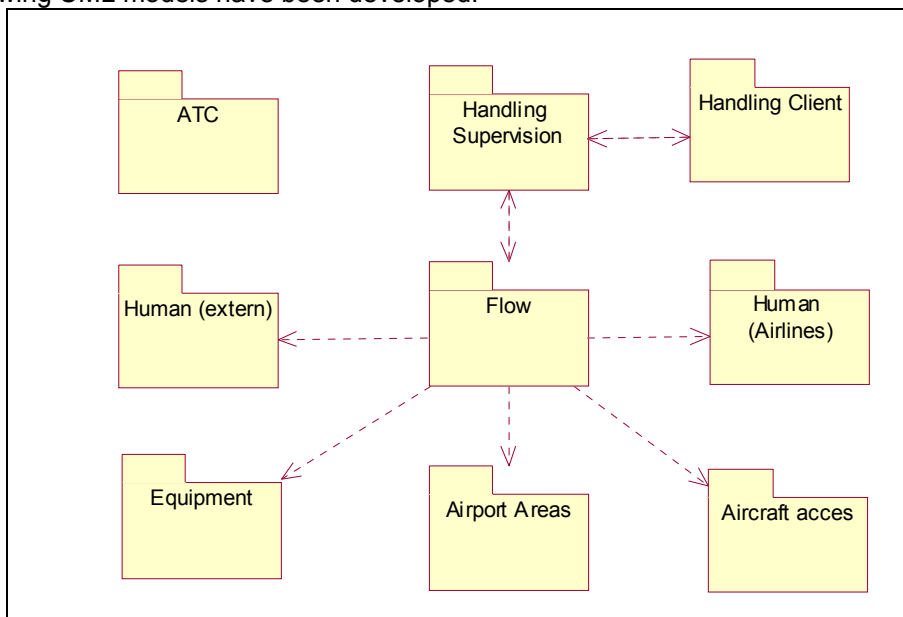 wing UML models have been developed.
ATC
Handling
Supervision
Handling Client
Human (extern)
Flow
Human
(Airlines)
Equipment
Airport Areas
Aircraft acces